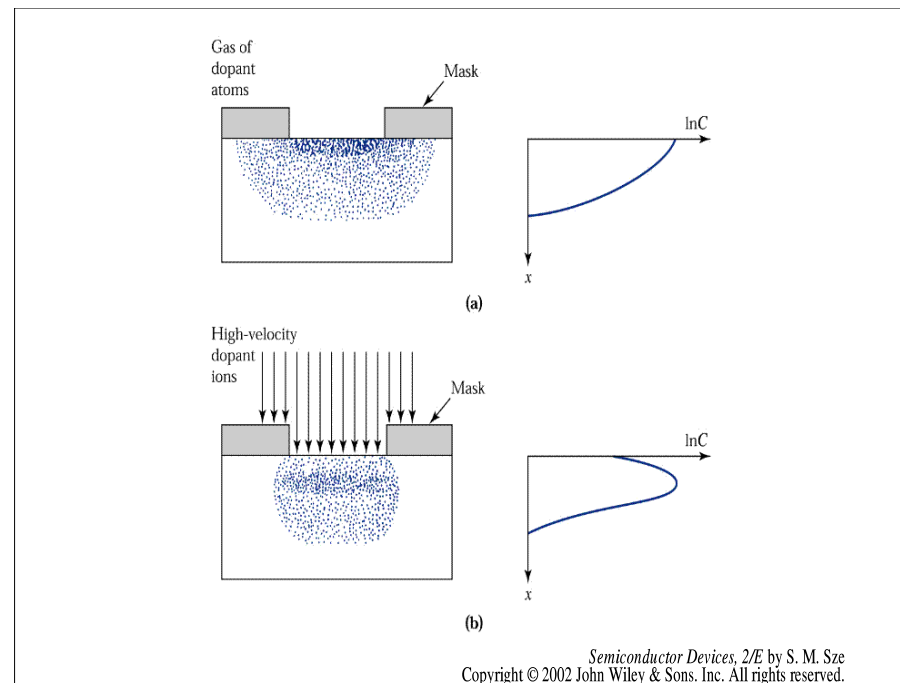 Gas of
dopant
atoms
Mask
lnC
x
(a)
High-velocity
dopant
ions
Mask
lnC
x
(b)
Semiconductor Devices, 2/E by S. M. Sze
Copyright © 2002 John Wiley & Sons. Inc. All rights reserved.